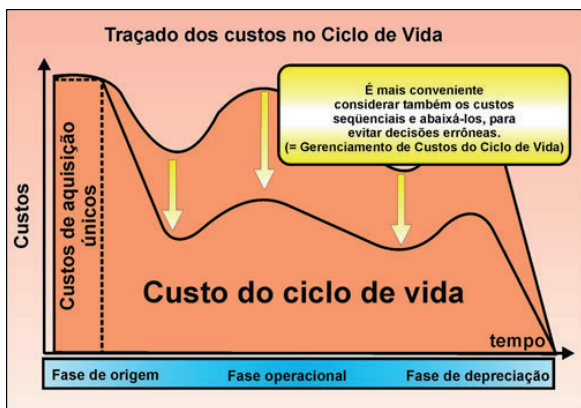 Traçado dos custos no Ciclo de Vida
É mais conveniente
considerar também os custos
seqüenciais e abaixá-los, para
evitar decisões errôneas.
(= Gerenciamento de Custos do Ciclo de Vida)
Custos
Custos de aquisição
únicos
Custo do ciclo de vida
tempo
Fase de origem
Fase operacional
Fase de depreciação